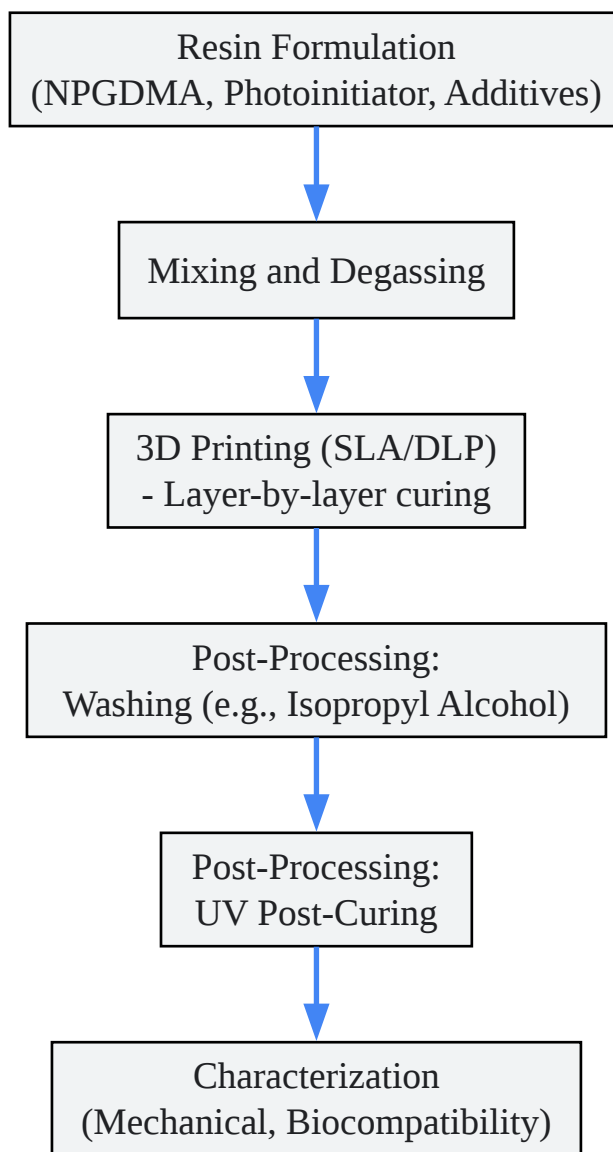 Resin Formulation
(NPGDMA, Photoinitiator, Additives)
Mixing and Degassing
3D Printing (SLA/DLP)
- Layer-by-layer curing
Post-Processing:
Washing (e.g., Isopropyl Alcohol)
Post-Processing:
UV Post-Curing
Characterization
(Mechanical, Biocompatibility)